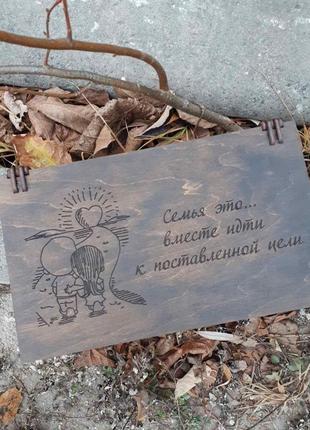 Семья это...
вместе идти
к поставленной цели